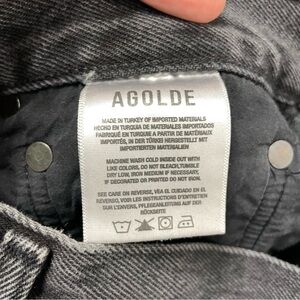 AGOLDE
MADE IN TURKEY OF IMPORTED MATERIALS
HECHO EN TURQUIA DE MATERIALES IMPORTADOS
FABRIQUÉ EN TURQUIE A PARTIR DE MATÉRIAUX
IMPORTÉS, IN DER TÜRKEI HERGESTELLT MIT
IMPORTIERTEN MATERIALIEN
MACHINE WASH COLD INSIDE OUT WITH
LIKE COLORS, DO NOT BLEACH, TUMBLE
DRY LOW, IRON MEDIUM IF NECESSARY,
IF DECORATED OR PRINTED DO NOT IRON.
SEE CARE ON REVERSE, VÉA EL CUIDADO EN EL
REVERSO, VOIR LES INSTRUCTIONS D'ENTRETIEN
SUR L'ENVERS, PFLEGEANLEITUNG AUF DER
RÜCKSEITE